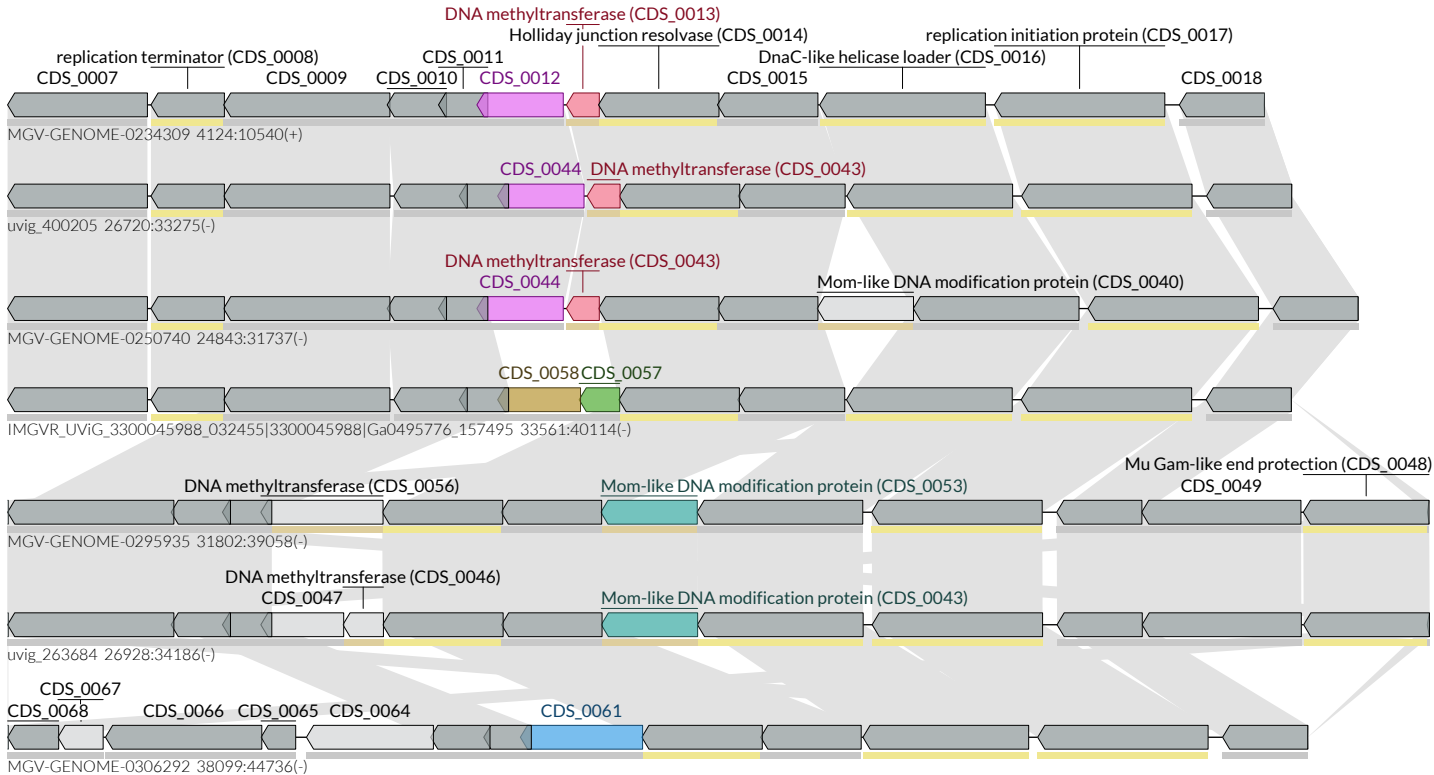 DNA methyltransferase (CDS_0013)
Holliday junction resolvase (CDS_0014)
replication initiation protein (CDS_0017)
replication terminator (CDS_0008)
CDS_0011
DnaC-like helicase loader (CDS_0016)
CDS_0007
CDS_0009
CDS_0010
CDS_0012
CDS_0015
CDS_0018
MGV-GENOME-0234309 4124:10540(+)
CDS_0044
DNA methyltransferase (CDS_0043)
uvig_400205 26720:33275(-)
DNA methyltransferase (CDS_0043)
CDS_0044
Mom-like DNA modification protein (CDS_0040)
MGV-GENOME-0250740 24843:31737(-)
CDS_0058
CDS_0057
IMGVR_UViG_3300045988_032455|3300045988|Ga0495776_157495 33561:40114(-)
Mu Gam-like end protection (CDS_0048)
DNA methyltransferase (CDS_0056)
Mom-like DNA modification protein (CDS_0053)
CDS_0049
MGV-GENOME-0295935 31802:39058(-)
DNA methyltransferase (CDS_0046)
CDS_0047
Mom-like DNA modification protein (CDS_0043)
uvig_263684 26928:34186(-)
CDS_0067
CDS_0068
CDS_0066
CDS_0065
CDS_0064
CDS_0061
MGV-GENOME-0306292 38099:44736(-)